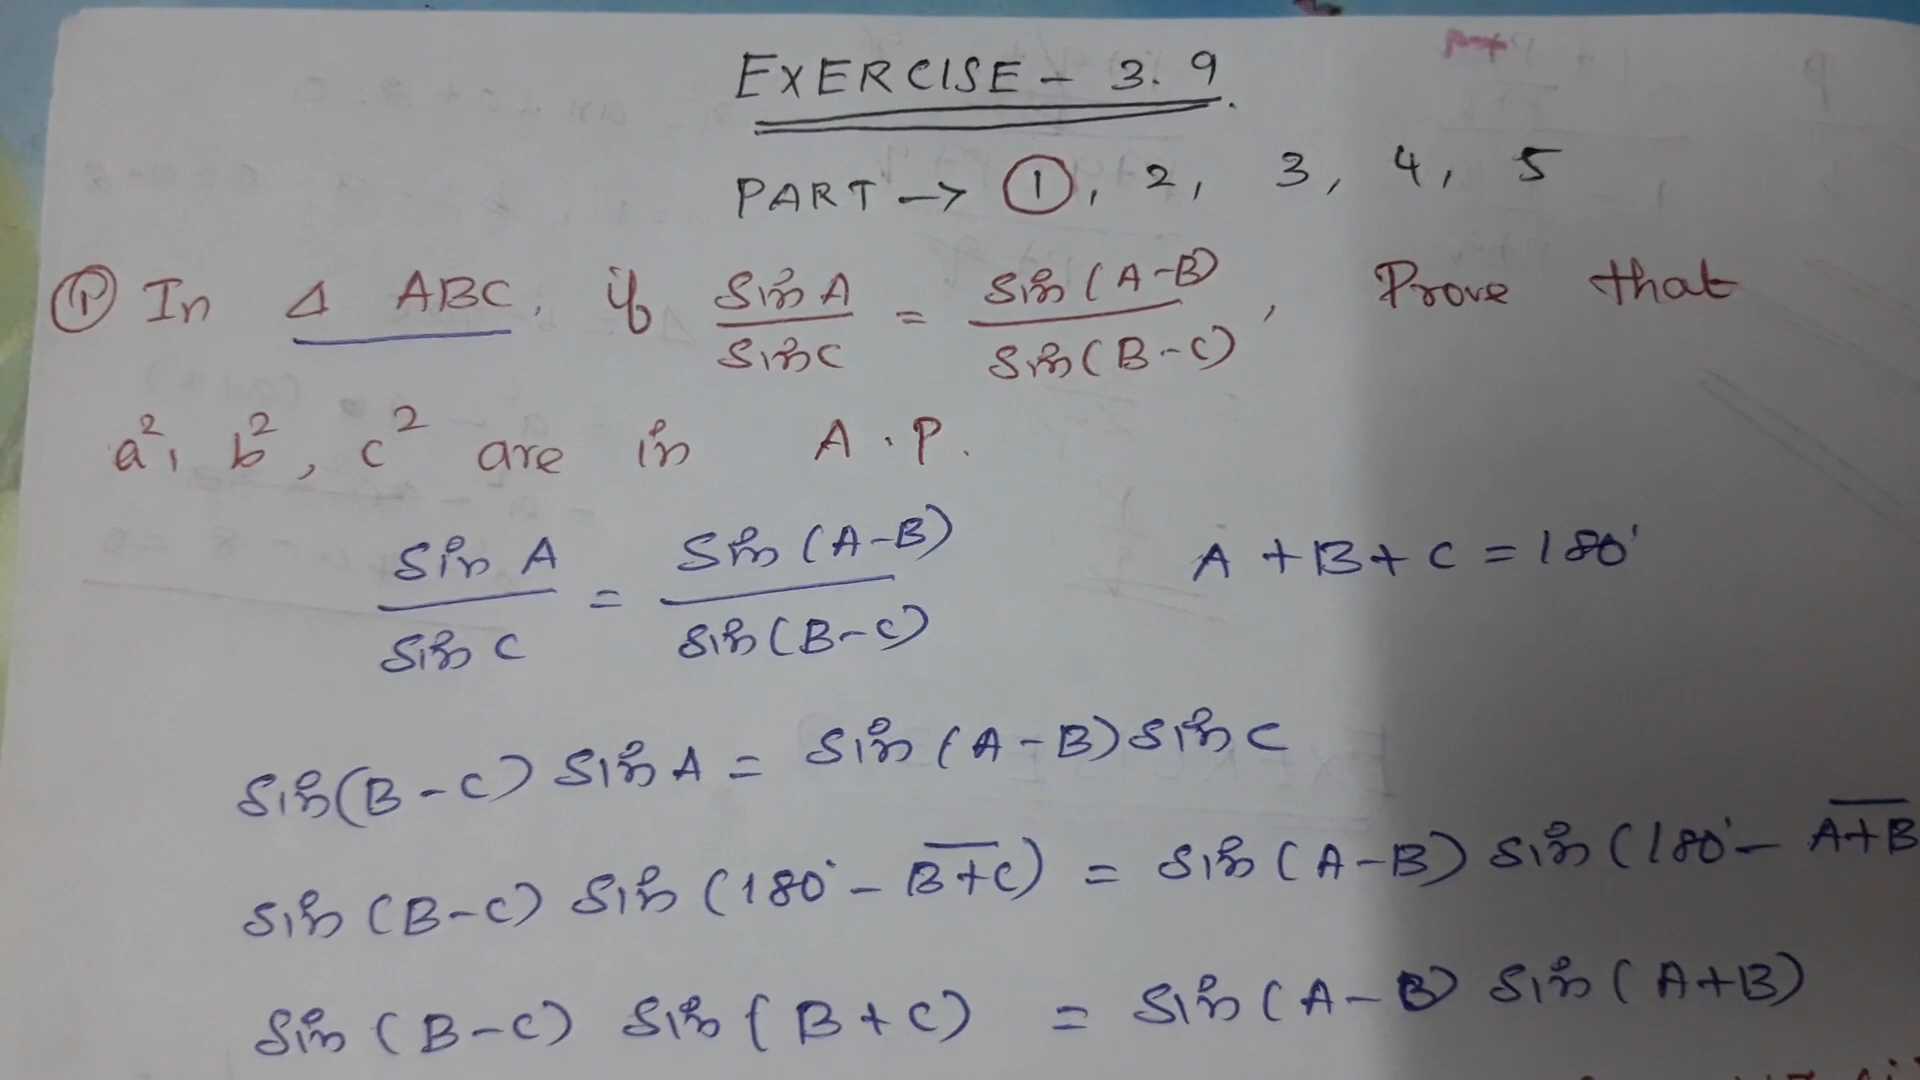 EXERCISE - 3.9.
PART → ①, 2, 3, 4, 5
① In Δ ABC, if sin A / sin C = sin (A-B) / sin (B-C), Prove that
a², b², c² are in A.P.
sin A / sin C = sin (A-B) / sin (B-C)    A + B + C = 180°
sin (B-C) sin A = sin (A-B) sin C
sin (B-C) sin (180° - B+C) = sin (A-B) sin (180° - A+B
sin (B-C) sin (B+C) = sin (A-B) sin (A+B)